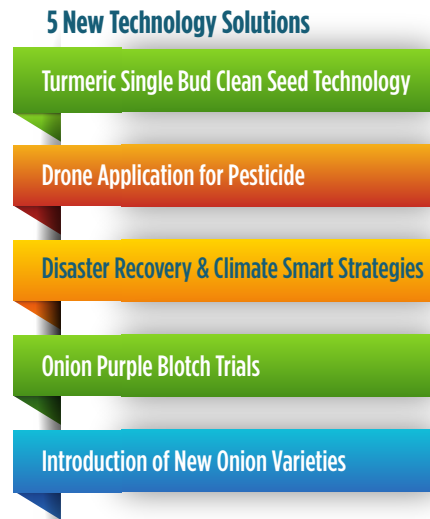 5 New Technology Solutions
Turmeric Single Bud Clean Seed Technology
Drone Application for Pesticide
Disaster Recovery & Climate Smart Strategies
Onion Purple Blotch Trials
Introduction of New Onion Varieties